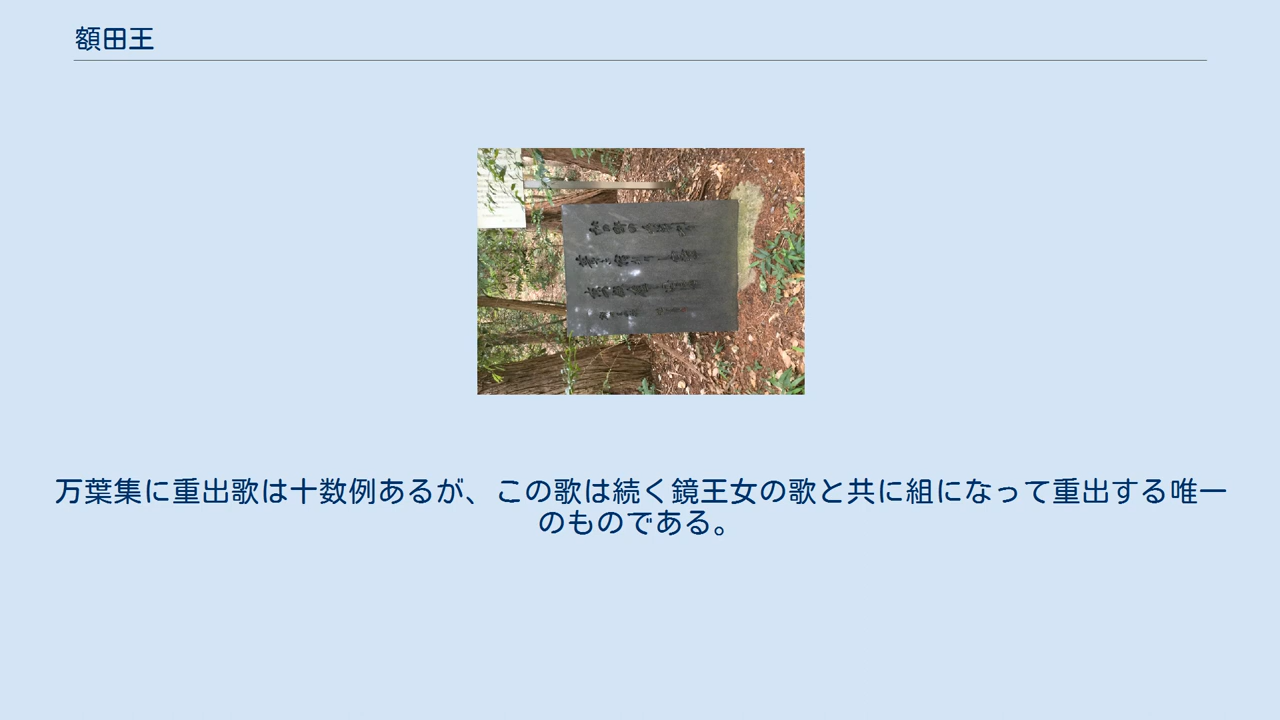 額田王
万葉集に重出歌は十数例あるが、この歌は続く鏡王女の歌と共に組になって重出する唯一
のものである。